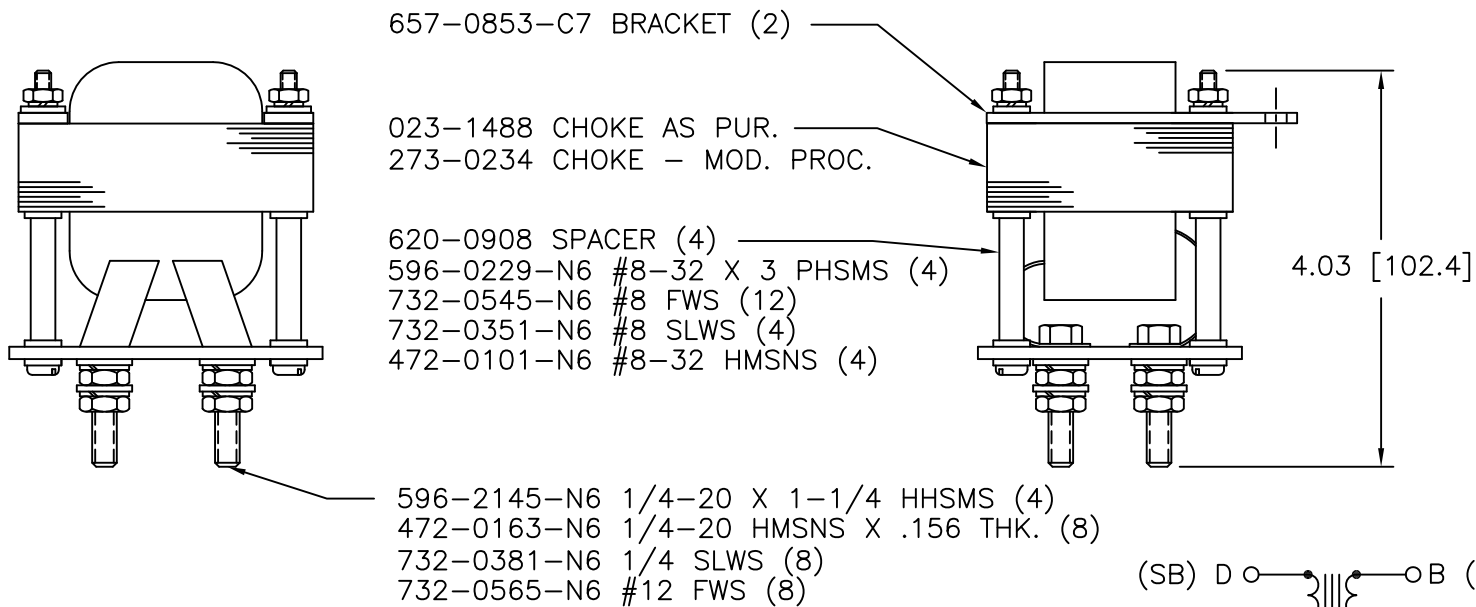 657-0853-C7 BRACKET (2)
023-1488 CHOKE AS PUR.
273-0234 CHOKE - MOD. PROC.
620-0908 SPACER (4)
596-0229-N6 #8-32 X 3 PHSMS (4)
732-0545-N6 #8 FWS (12)
732-0351-N6 #8 SLWS (4)
472-0101-N6 #8-32 HMSNS (4)
4.03 [102.4]
596-2145-N6 1/4-20 X 1-1/4 HHSMS (4)
472-0163-N6 1/4-20 HMSNS X .156 THK. (8)
732-0381-N6 1/4 SLWS (8)
732-0565-N6 #12 FWS (8)
(SB) D B (